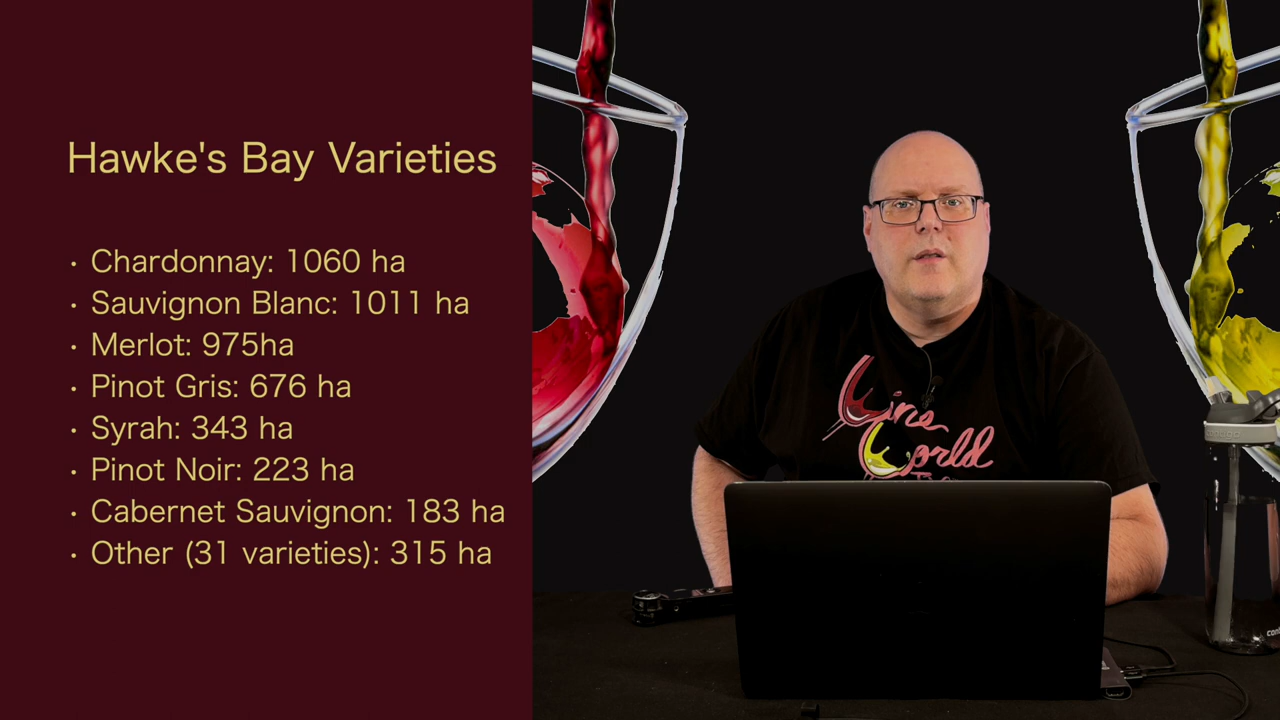 Hawke's Bay Varieties
• Chardonnay: 1060 ha
• Sauvignon Blanc: 1011 ha
• Merlot: 975ha
• Pinot Gris: 676 ha
• Syrah: 343 ha
• Pinot Noir: 223 ha
• Cabernet Sauvignon: 183 ha
• Other (31 varieties): 315 ha
Wine
World